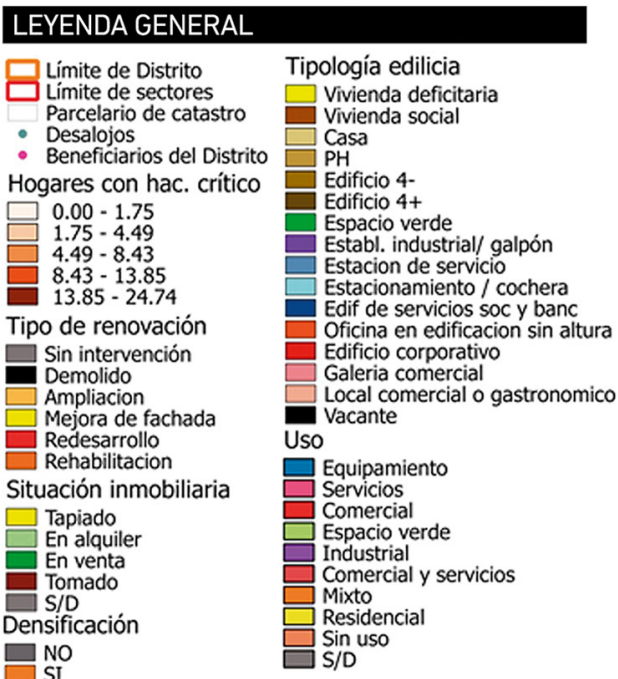 LEYENDA GENERAL
Límite de Distrito
Límite de sectores
Parcelario de catastro
Desalojos
Beneficiarios del Distrito
Hogares con hac. crítico
0.00 - 1.75
1.75 - 4.49
4.49 - 8.43
8.43 - 13.85
13.85 - 24.74
Tipo de renovación
Sin intervención
Demolido
Ampliacion
Mejora de fachada
Redesarrollo
Rehabilitacion
Situación inmobiliaria
Tapiado
En alquiler
En venta
Tomado
S/D
Densificación
NO
SI
Tipología edilicia
Vivienda deficitaria
Vivienda social
Casa
PH
Edificio 4-
Edificio 4+
Espacio verde
Establ. industrial/ galpón
Estacion de servicio
Estacionamiento / cochera
Edif de servicios soc y banc
Oficina en edificacion sin altura
Edificio corporativo
Galeria comercial
Local comercial o gastronomico
Vacante
Uso
Equipamiento
Servicios
Comercial
Espacio verde
Industrial
Comercial y servicios
Mixto
Residencial
Sin uso
S/D